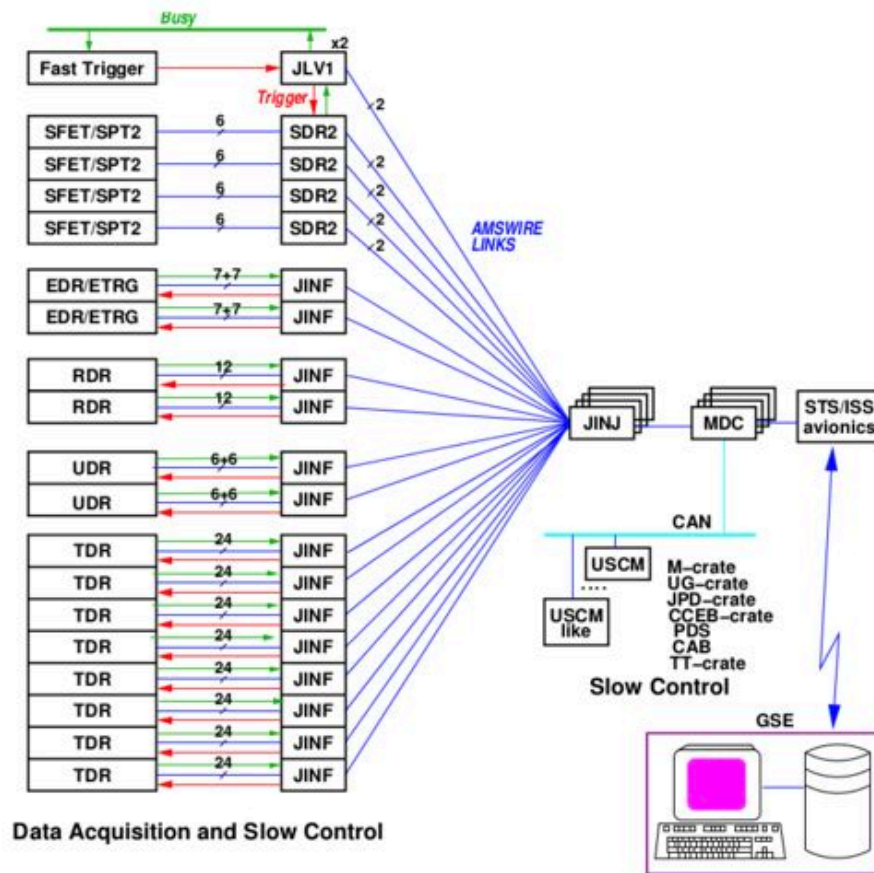 Busy
x2
Fast Trigger
JLV1
Trigger
2
SFET/SPT2
6
SDR2
SFET/SPT2
6
SDR2
2
SFET/SPT2
6
SDR2
2
SFET/SPT2
6
SDR2
2
2
AMSWIRE
LINKS
EDR/ETRG
7+7
JINF
EDR/ETRG
7+7
JINF
RDR
12
JINF
RDR
12
JINF
JINJ
MDC
STS/ISS
avionics
UDR
6+6
JINF
UDR
6+6
JINF
TDR
24
JINF
TDR
24
JINF
TDR
24
JINF
TDR
24
JINF
TDR
24
JINF
TDR
24
JINF
TDR
24
JINF
TDR
24
JINF
CAN
USCM
....
USCM
like
M-crate
UG-crate
JPD-crate
CCEB-crate
PDS
CAB
TT-crate
Slow Control
GSE
Data Acquisition and Slow Control